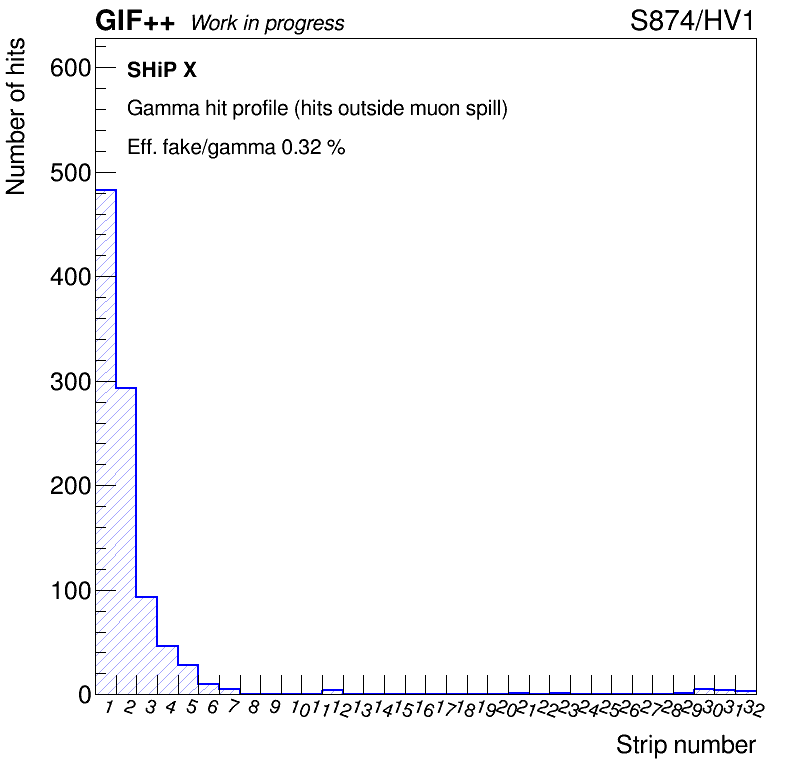 GIF++ Work in progress S874/HV1
Number of hits
600
SHiP X
Gamma hit profile (hits outside muon spill)
Eff. fake/gamma 0.32 %
500
400
300
200
100
0
1 2 3 4 5 6 7 8 9 10 11 12 13 14 15 16 17 18 19 20 21 22 23 24 25 26 27 28 29 30 31 32
Strip number